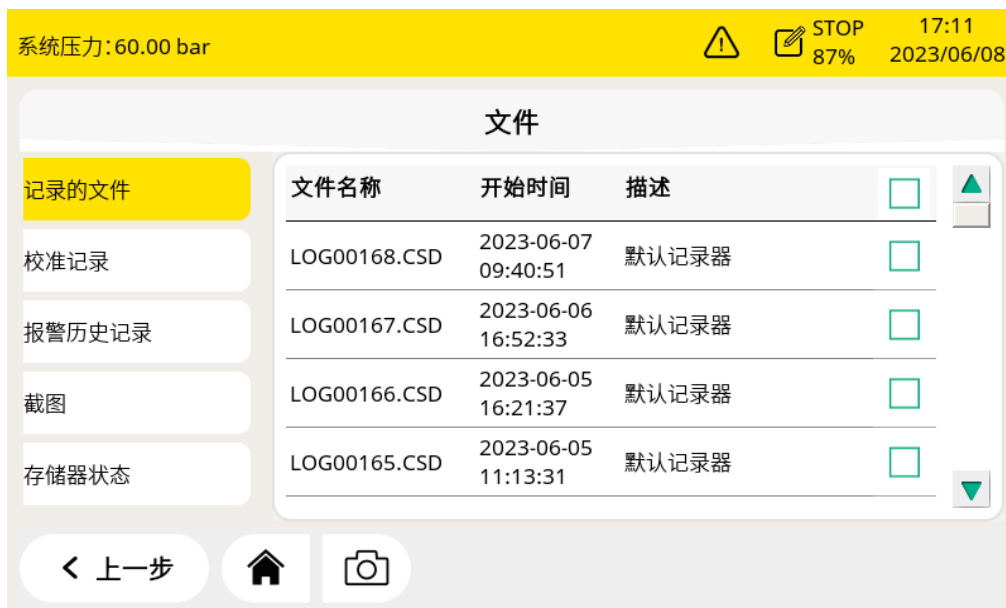 系统压力:60.00 bar
STOP
87%
17:11
2023/06/08
文件
记录的文件
校准记录
报警历史记录
截图
存储器状态
文件名称 开始时间 描述
LOG00168.CSD 2023-06-07 09:40:51 默认记录器
LOG00167.CSD 2023-06-06 16:52:33 默认记录器
LOG00166.CSD 2023-06-05 16:21:37 默认记录器
LOG00165.CSD 2023-06-05 11:13:31 默认记录器
上一步